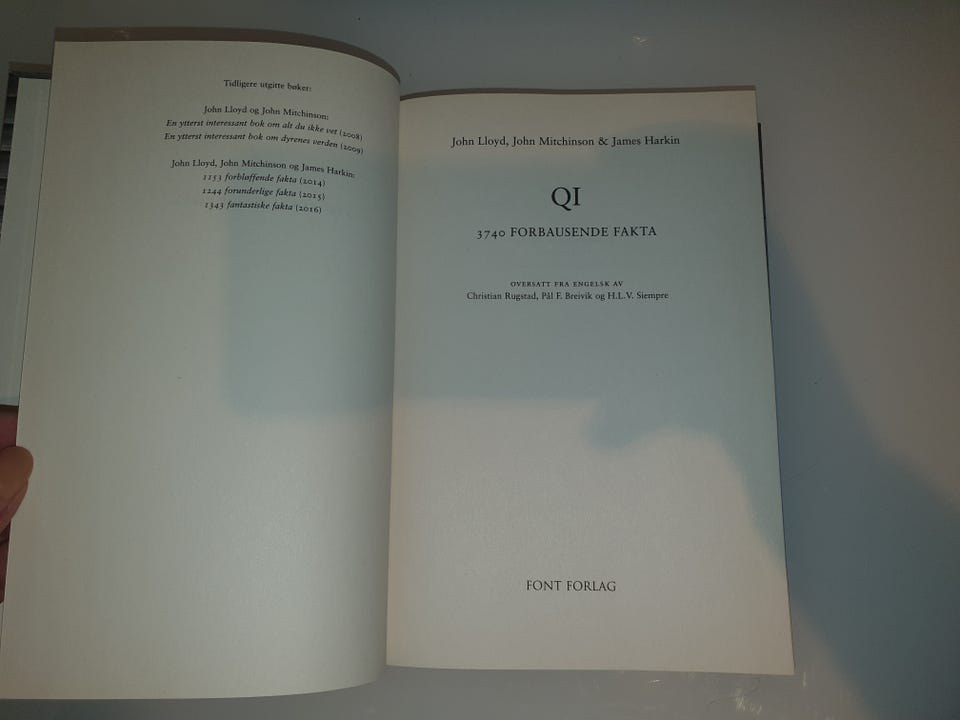 Tidligere utgitte bøker:
John Lloyd og John Mitchinson:
En ytterst interessant bok om alt du ikke vet (2008)
En ytterst interessant bok om dyrenes verden (2009)
John Lloyd, John Mitchinson og James Harkin:
1153 forbløffende fakta (2014)
1244 forunderlige fakta (2015)
1343 fantastiske fakta (2016)
John Lloyd, John Mitchinson & James Harkin
QI
3740 FORBAUSENDE FAKTA
OVERSATT FRA ENGELSK AV
Christian Rugstad, Pål F. Breivik og H.L.V. Siempre
FONT FORLAG